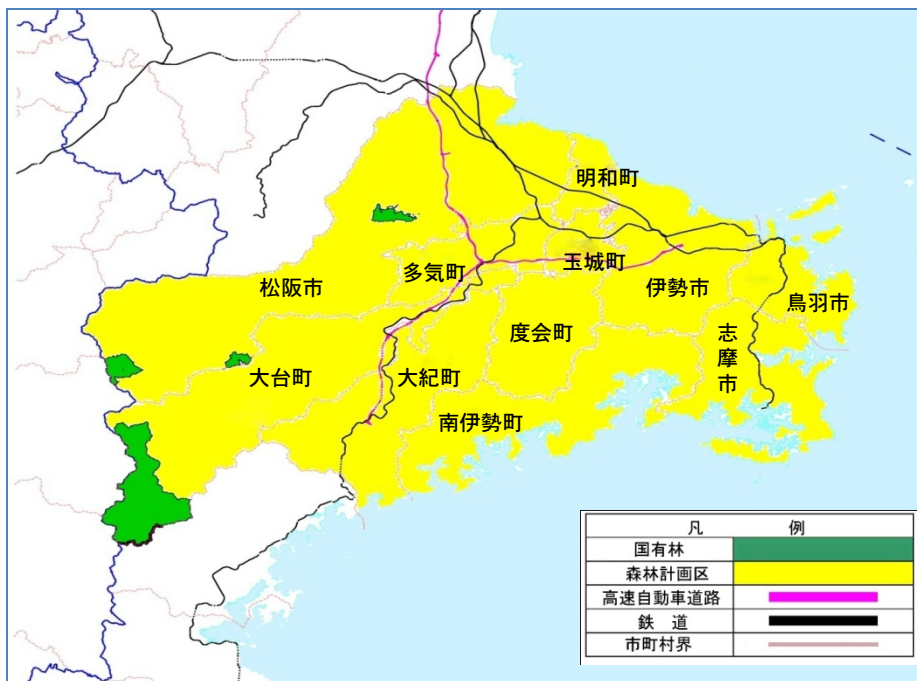 明和町
玉城町
多気町
松阪市
伊勢市
鳥羽市
度会町
志摩市
大台町
大紀町
南伊勢町
凡 例
国有林
森林計画区
高速自動車道路
鉄 道
市町村界